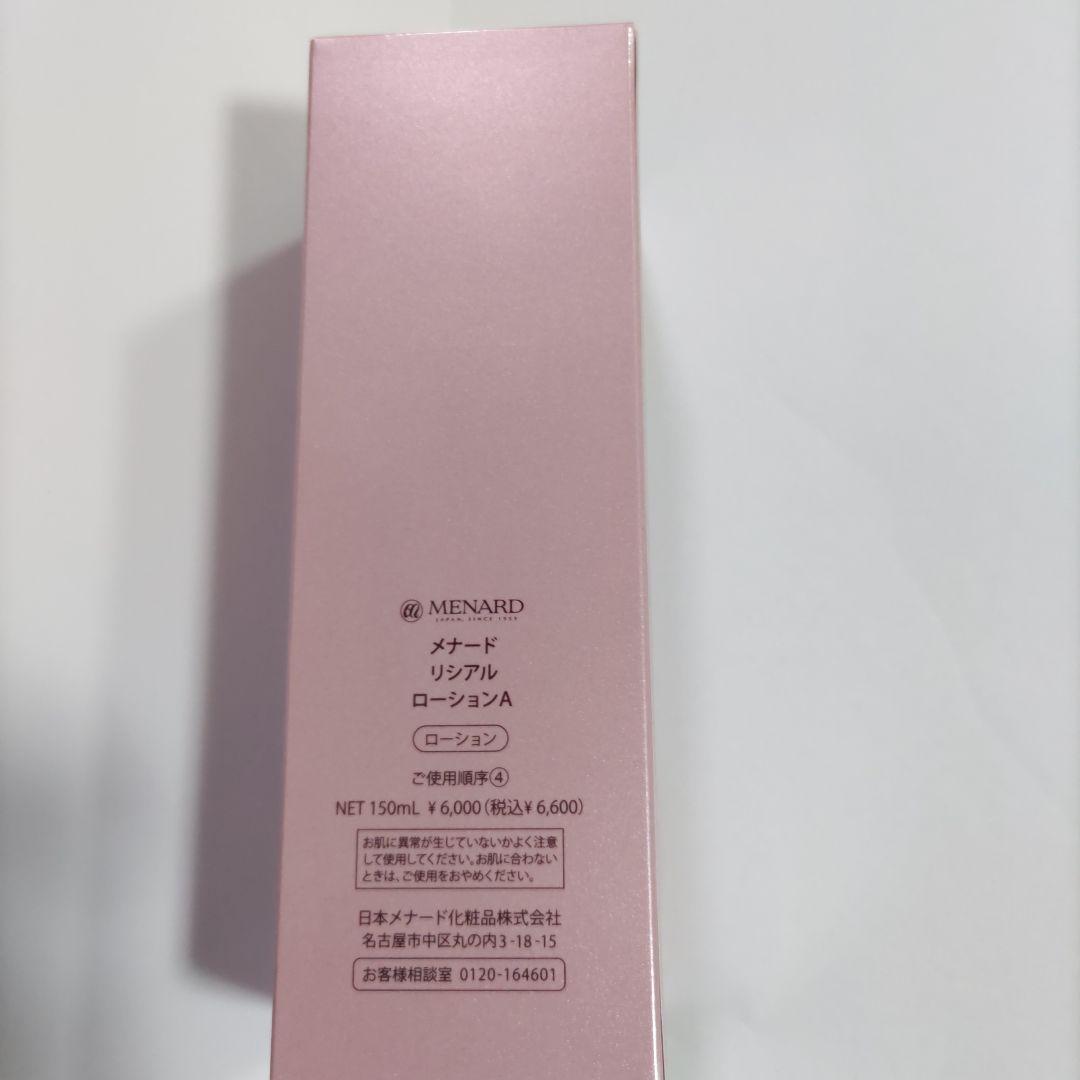 MENARD
JAPAN, SINCE 1959
メナード
リシアル
ローションA
ローション
ご使用順序④
NET 150mL ¥6,000(税込¥6,600)
お肌に異常が生じていないかよく注意
して使用してください。お肌に合わない
ときは、ご使用をおやめください。
日本メナード化粧品株式会社
名古屋市中区丸の内3-18-15
お客様相談室 0120-164601